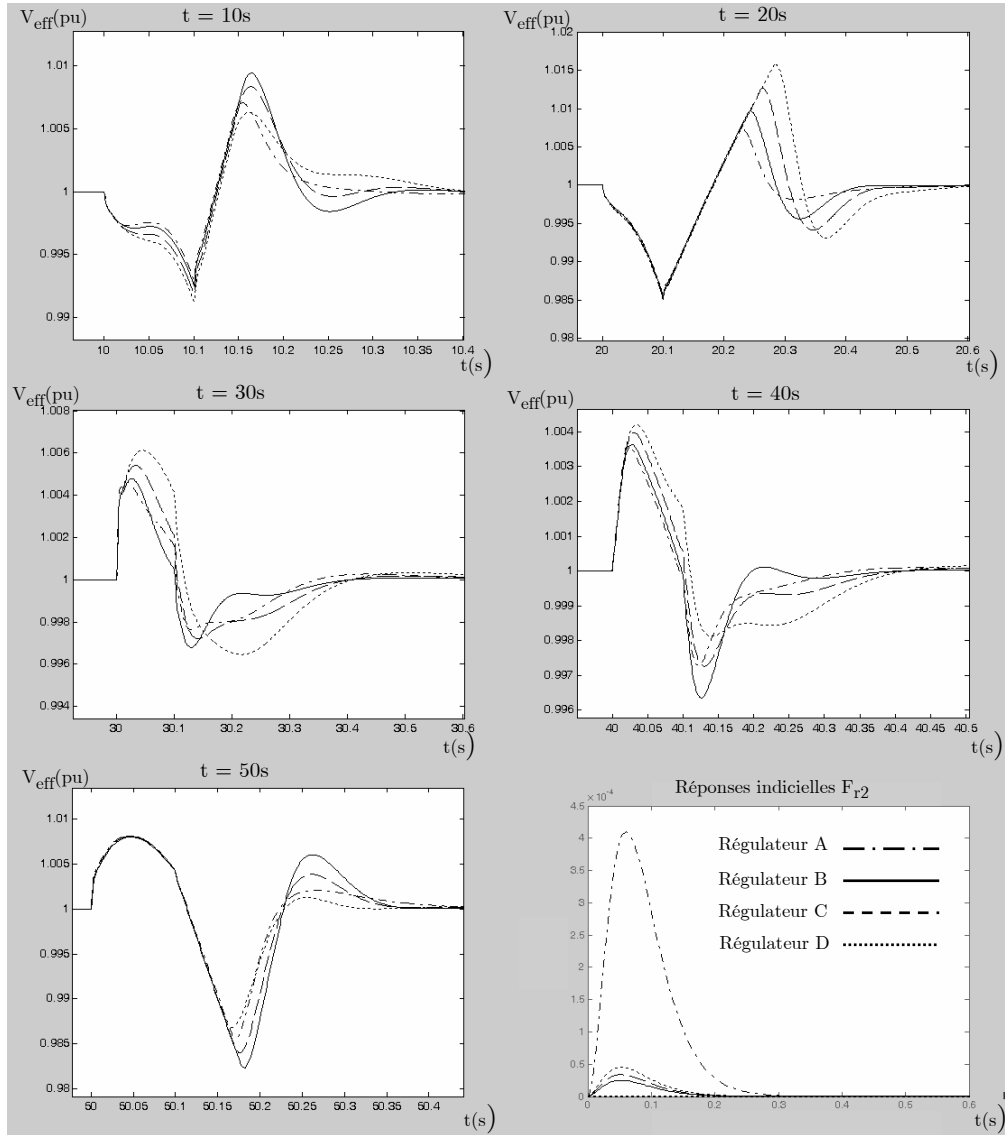 V_eff(pu) t = 10s
1.01
1.005
1
0.995
0.99
10 10.05 10.1 10.15 10.2 10.25 10.3 10.35 10.4
t(s)
V_eff(pu) t = 20s
1.02
1.015
1.01
1.005
1
0.995
0.99
0.985
0.98
20 20.1 20.2 20.3 20.4 20.5 20.6
t(s)
V_eff(pu) t = 30s
1.008
1.006
1.004
1.002
1
0.998
0.996
0.994
30 30.1 30.2 30.3 30.4 30.5 30.6
t(s)
V_eff(pu) t = 40s
1.004
1.003
1.002
1.001
1
0.999
0.998
0.997
0.996
40 40.05 40.1 40.15 40.2 40.25 40.3 40.35 40.4 40.45 40.5
t(s)
V_eff(pu) t = 50s
1.01
1.005
1
0.995
0.99
0.985
0.98
50 50.05 50.1 50.15 50.2 50.25 50.3 50.35 50.4
t(s)
Réponses indicielles F_r2
×10⁻⁴
4.5
4
3.5
3
2.5
2
1.5
1
0.5
0
Régulateur A
Régulateur B
Régulateur C
Régulateur D
0 0.1 0.2 0.3 0.4 0.5 0.6
t(s)